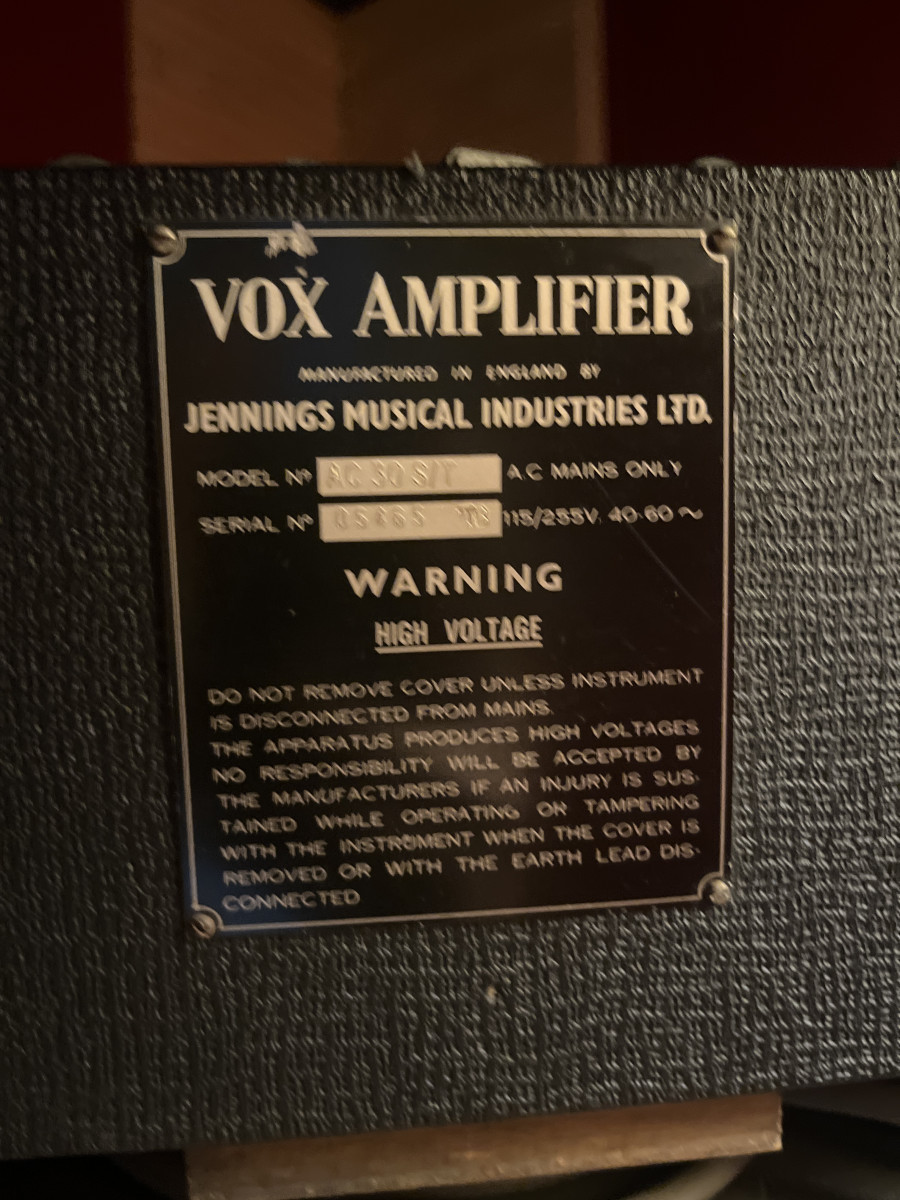 VOX AMPLIFIER
MANUFACTURED IN ENGLAND BY
JENNINGS MUSICAL INDUSTRIES LTD.
MODEL Nº AC 30 S/T A.C MAINS ONLY
SERIAL Nº 115/255V. 40-60 ~
WARNING
HIGH VOLTAGE
DO NOT REMOVE COVER UNLESS INSTRUMENT
IS DISCONNECTED FROM MAINS.
THE APPARATUS PRODUCES HIGH VOLTAGES
NO RESPONSIBILITY WILL BE ACCEPTED BY
THE MANUFACTURERS IF AN INJURY IS SUS-
TAINED WHILE OPERATING OR TAMPERING
WITH THE INSTRUMENT WHEN THE COVER IS
REMOVED OR WITH THE EARTH LEAD DIS-
CONNECTED